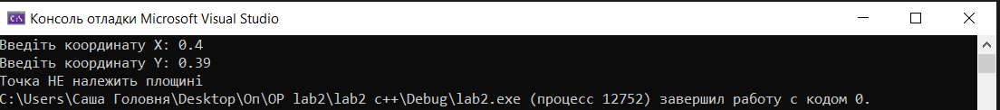 Консоль отладки Microsoft Visual Studio
Введіть координату X: 0.4
Введіть координату Y: 0.39
Точка НЕ належить площині
C:\Users\Саша Головня\Desktop\Оп\OP lab2\lab2 c++\Debug\lab2.exe (процесс 12752) завершил работу с кодом 0.